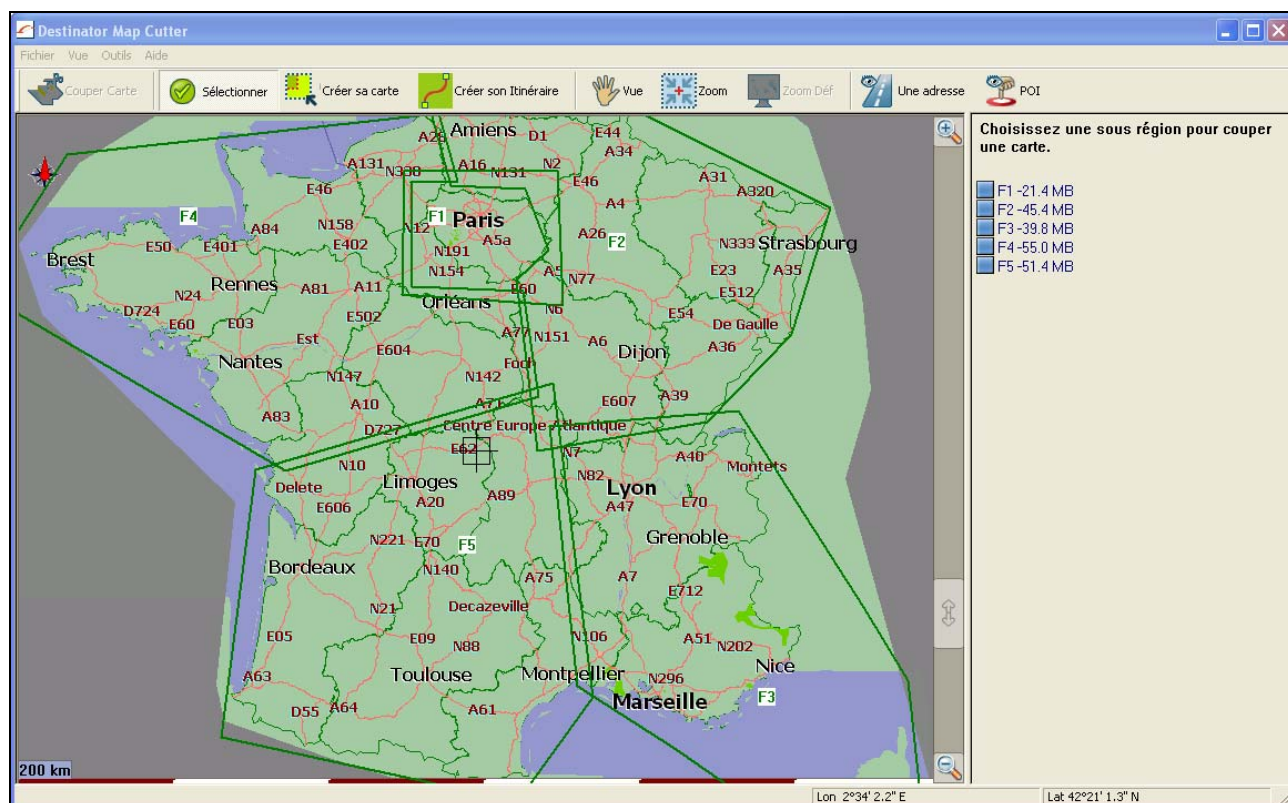 Destinator Map Cutter
Fichier Vue Outils Aide
Couper Carte Sélectionner Créer sa carte Créer son Itinéraire Vue Zoom Zoom Déf Une adresse POI
Choisissez une sous région pour couper
une carte.
F1 -21.4 MB
F2 -45.4 MB
F3 -39.8 MB
F4 -55.0 MB
F5 -51.4 MB
Amiens D1 E44
A28 A34
A131 N338 A16 N131 N2
E46 E46 A31 A320
F4 F1 Paris A4
A84 N158 N12 A5a A26 F2 N333 Strasbourg
Brest E50 E401 E402 N191
Rennes A81 A11 N154 A5 N77 E23 A35
D724 N24 Orléans E60 E512
E60 E03 E502 N6 E54 De Gaulle
Est E604 A77 N151 A6 Dijon A36
Nantes N147 N142 Foch
A83 A10 A71 E607 A39
D727 Centre Europe Atlantique
E62 N7 A40
N10 Limoges N82 Montets
Delete A20 A89 Lyon
E606 A47 E70
N221 E70 F5 Grenoble
Bordeaux N140 A75 A7
N21 Decazeville E712
E05 E09 N88 N106 A51 N202
A63 Toulouse Montpellier N296 Nice
Marseille F3
D55 A64 A61
200 km
Lon 2°34' 2.2" E Lat 42°21' 1.3" N